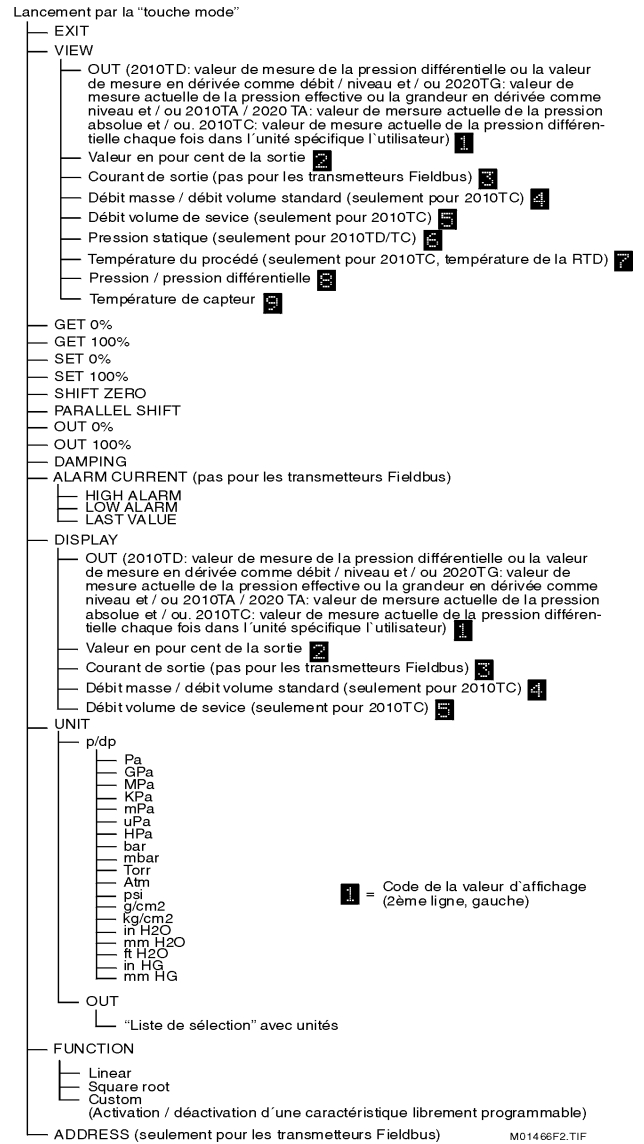 Lancement par la “touche mode”
EXIT
VIEW
OUT (2010TD: valeur de mesure de la pression différentielle ou la valeur
de mesure en dérivée comme débit / niveau et / ou 2020TG: valeur de
mesure actuelle de la pression effective ou la grandeur en dérivée comme
niveau et / ou 2010TA / 2020 TA: valeur de mersure actuelle de la pression
absolue et / ou. 2010TC: valeur de mesure actuelle de la pression différen-
tielle chaque fois dans l´unité spécifique l`utilisateur) 1
Valeur en pour cent de la sortie 2
Courant de sortie (pas pour les transmetteurs Fieldbus) 3
Débit masse / débit volume standard (seulement pour 2010TC) 4
Débit volume de sevice (seulement pour 2010TC) 5
Pression statique (seulement pour 2010TD/TC) 6
Température du procédé (seulement pour 2010TC, température de la RTD) 7
Pression / pression différentielle 8
Température de capteur 9
GET 0%
GET 100%
SET 0%
SET 100%
SHIFT ZERO
PARALLEL SHIFT
OUT 0%
OUT 100%
DAMPING
ALARM CURRENT (pas pour les transmetteurs Fieldbus)
HIGH ALARM
LOW ALARM
LAST VALUE
DISPLAY
OUT (2010TD: valeur de mesure de la pression différentielle ou la valeur
de mesure en dérivée comme débit / niveau et / ou 2020TG: valeur de
mesure actuelle de la pression effective ou la grandeur en dérivée comme
niveau et / ou 2010TA / 2020 TA: valeur de mersure actuelle de la pression
absolue et / ou. 2010TC: valeur de mesure actuelle de la pression différen-
tielle chaque fois dans l´unité spécifique l`utilisateur) 1
Valeur en pour cent de la sortie 2
Courant de sortie (pas pour les transmetteurs Fieldbus) 3
Débit masse / débit volume standard (seulement pour 2010TC) 4
Débit volume de sevice (seulement pour 2010TC) 5
UNIT
p/dp
Pa
GPa
MPa
KPa
mPa
uPa
HPa
bar
mbar
Torr
Atm
psi
g/cm2
kg/cm2
in H2O
mm H2O
ft H2O
in HG
mm HG
1 = Code de la valeur d`affichage
(2ème ligne, gauche)
OUT
“Liste de sélection” avec unités
FUNCTION
Linear
Square root
Custom
(Activation / déactivation d´une caractéristique librement programmable)
ADDRESS (seulement pour les transmetteurs Fieldbus)
M01466F2.TIF